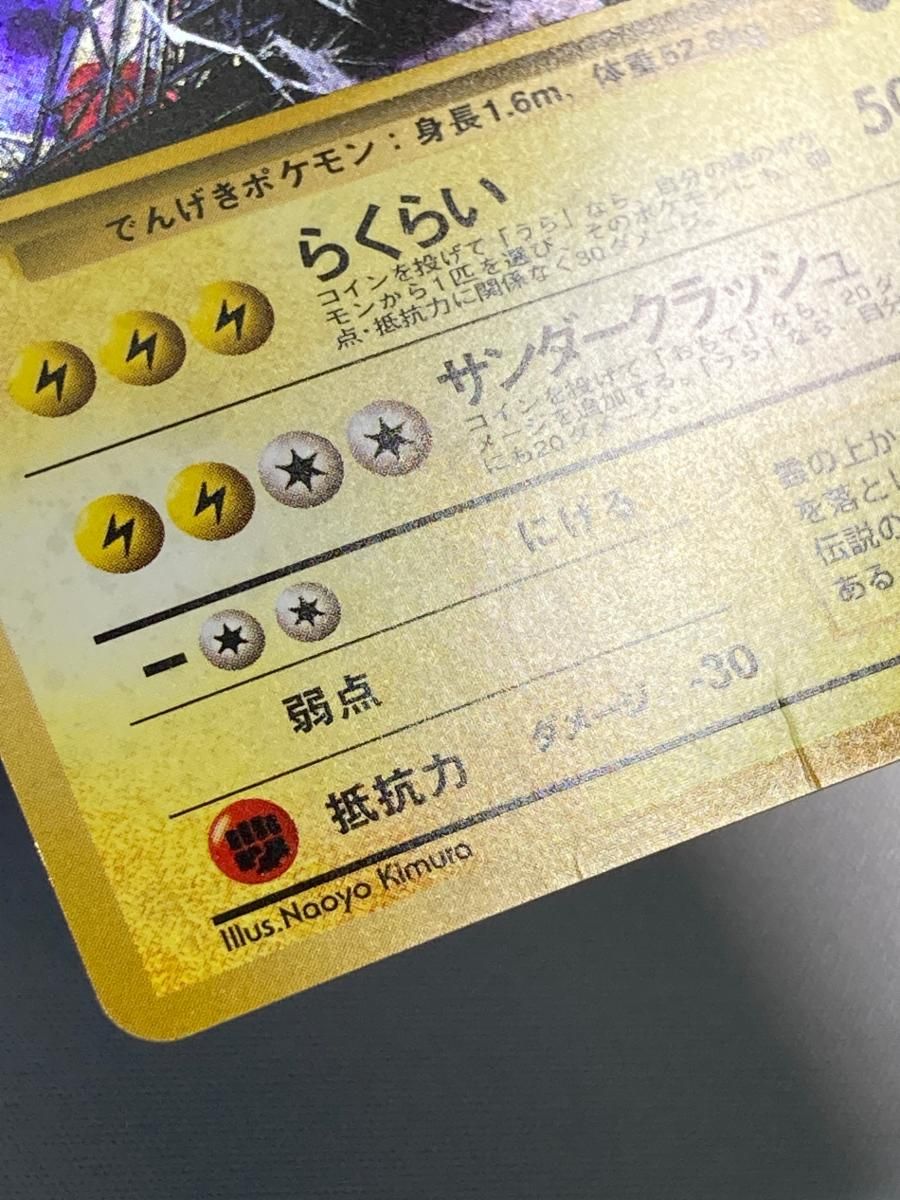 でんげきポケモン：身長1.6m、体重52.6kg
らくらい
コインを投げて「うら」なら、自分の場のポケ
モンから1匹を選び、そのポケモンにも、弱
点・抵抗力に関係なく30ダメージ。
50
サンダークラッシュ
コインを投げて「おもて」なら、
メージを追加する。「うら」なら、自分
にも20ダメージ。
にげる
雲の上か
を落とし
伝説の
ある
弱点
抵抗力 ダメージ -30
Illus.Naoyo Kimura